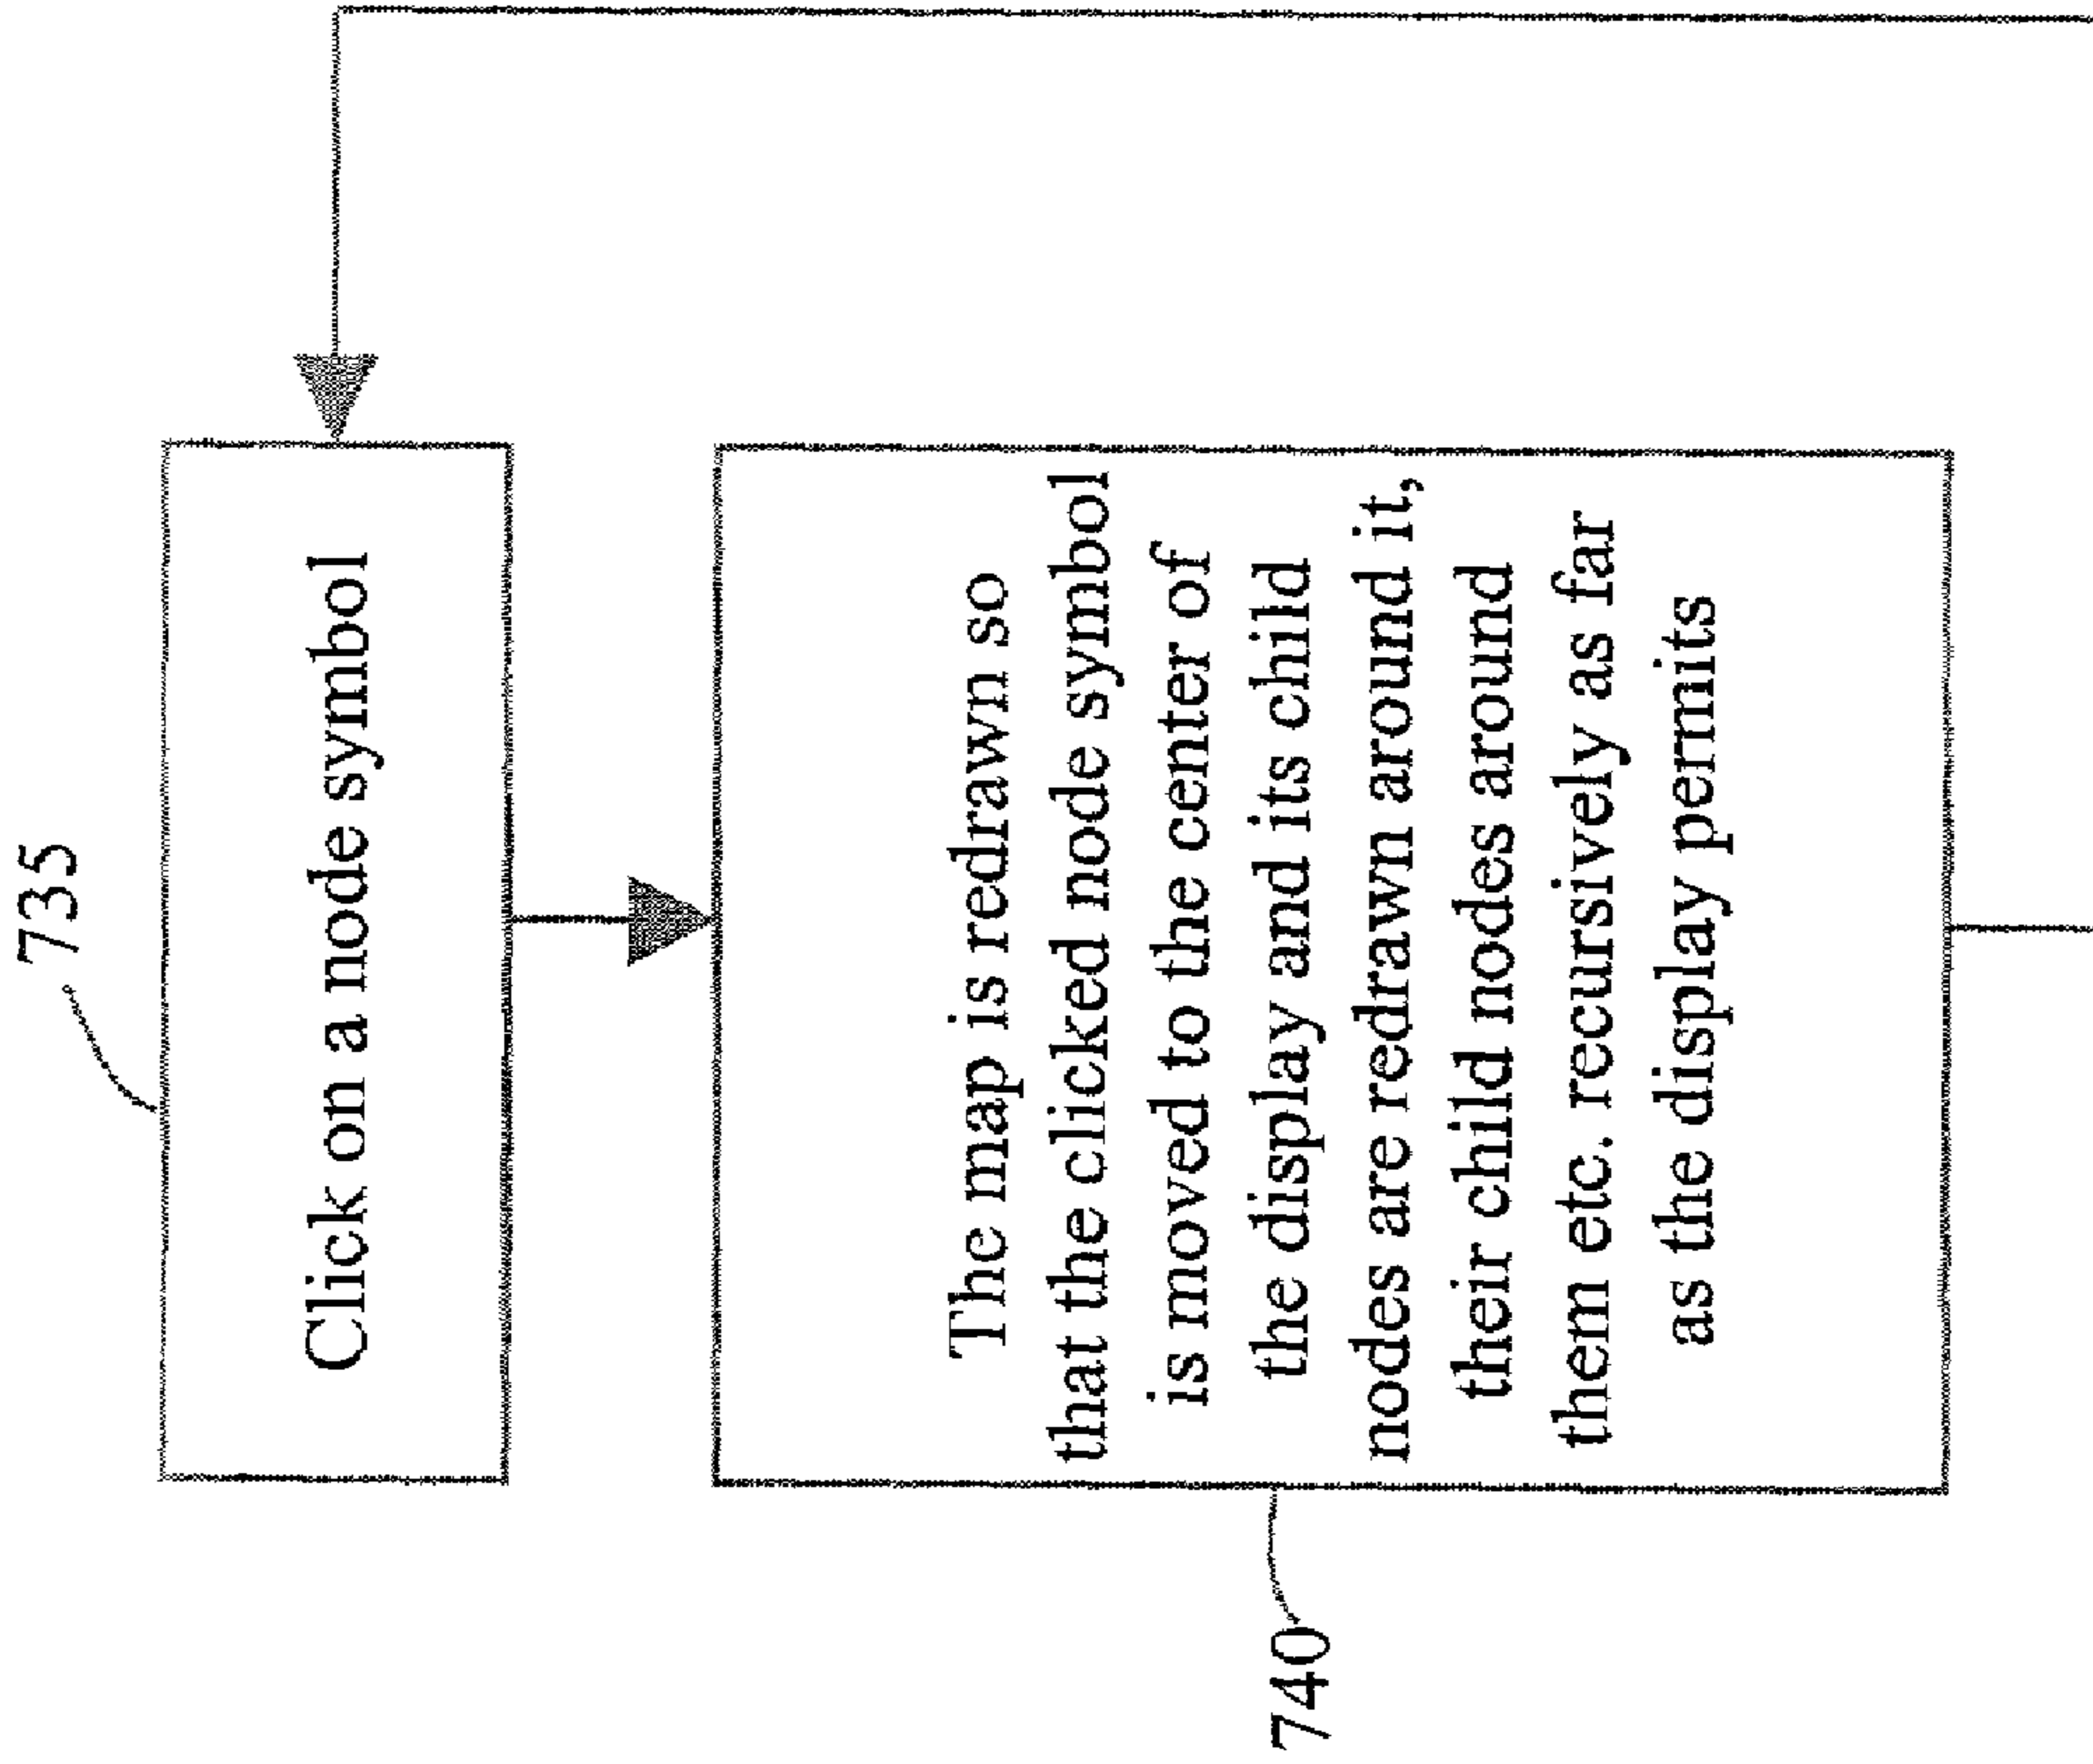 735
Click on a node symbol
The map is redrawn so
that the clicked node symbol
is moved to the center of
the display and its child
nodes are redrawn around it,
their child nodes around
them etc. recursively as far
as the display permits
740